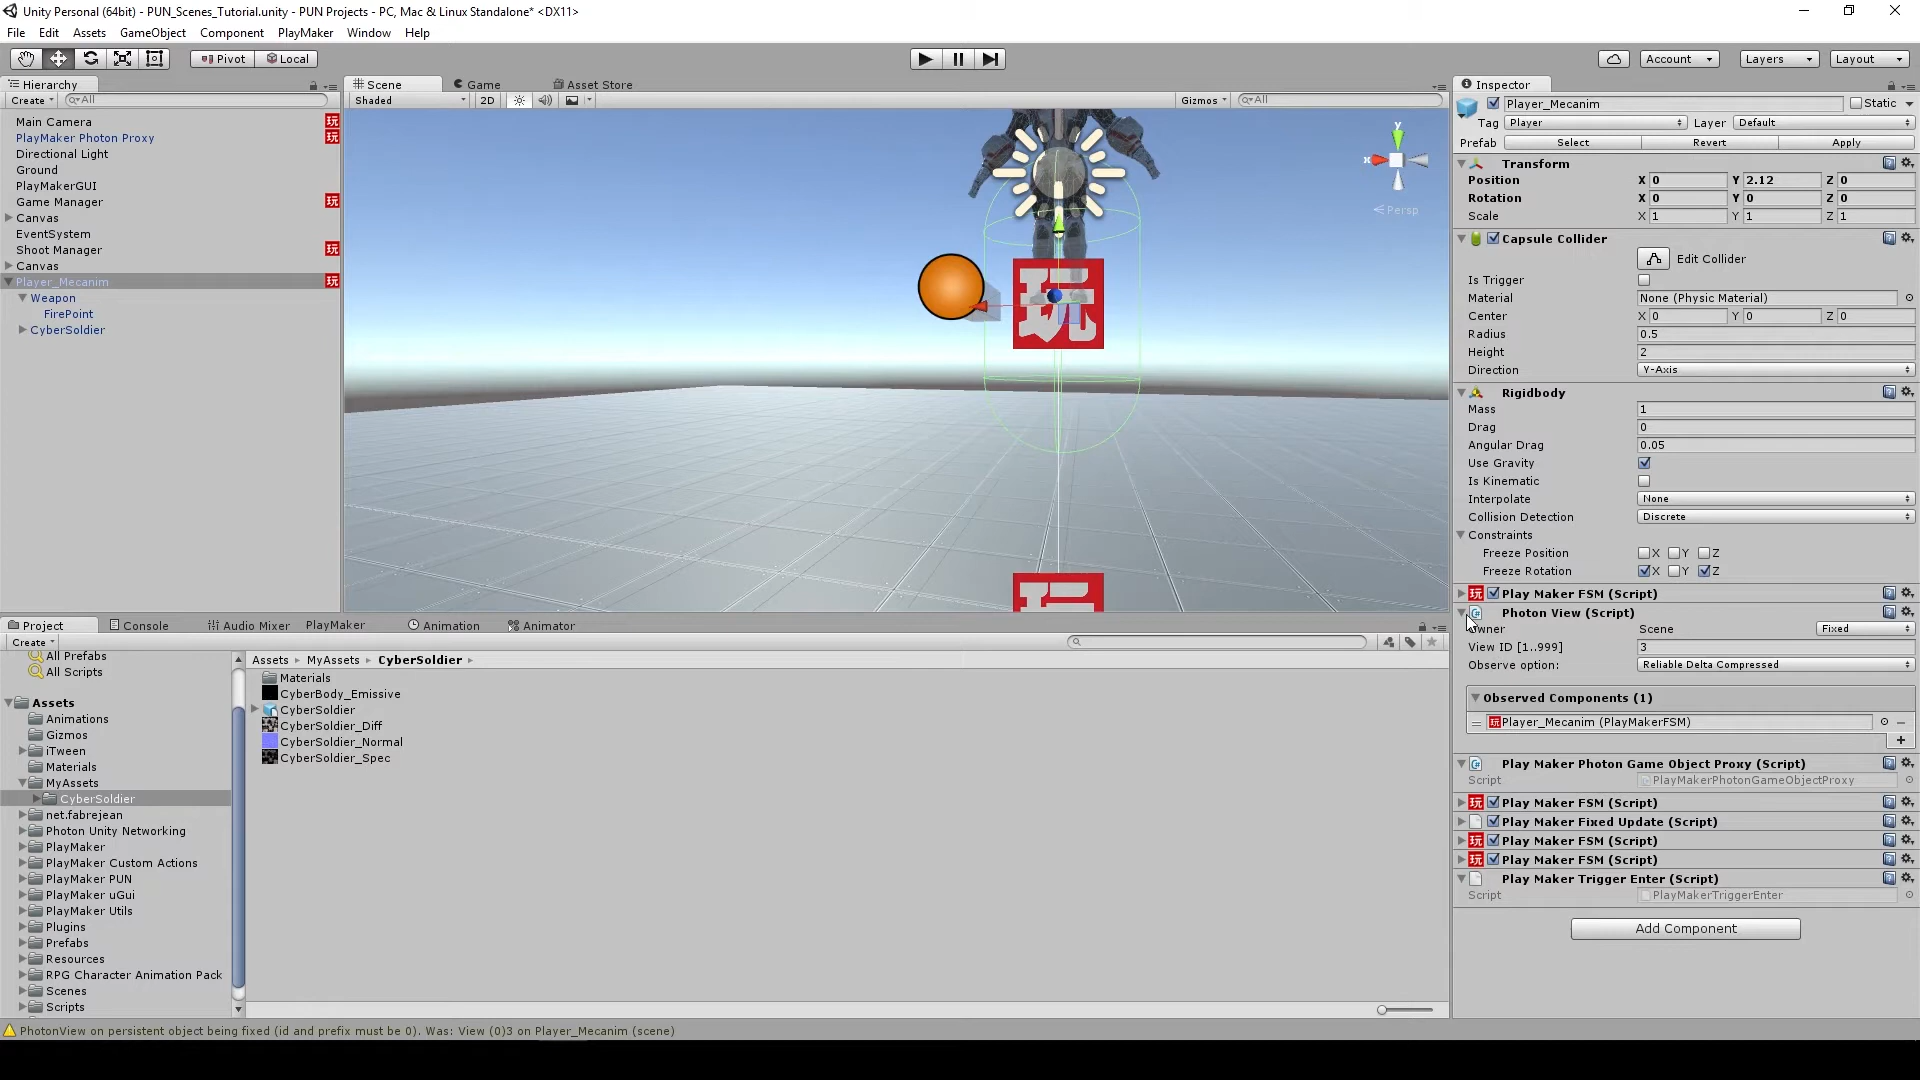 Unity Personal (64bit) - PUN_Scenes_Tutorial.unity - PUN Projects - PC, Mac & Linux Standalone* <DX11>
File Edit Assets GameObject Component PlayMaker Window Help
Pivot Local Account Layers Layout
Hierarchy
Create All
Main Camera 玩
PlayMaker Photon Proxy 玩
Directional Light
Ground
PlayMakerGUI
Game Manager 玩
Canvas
EventSystem
Shoot Manager 玩
Canvas
Player_Mecanim 玩
Weapon
FirePoint
CyberSoldier
Scene Game Asset Store
Shaded 2D Gizmos All
y
x
Persp
玩
玩
Inspector
Player_Mecanim Static
Tag Player Layer Default
Prefab Select Revert Apply
Transform
Position X 0 Y 2.12 Z 0
Rotation X 0 Y 0 Z 0
Scale X 1 Y 1 Z 1
Capsule Collider
Edit Collider
Is Trigger
Material None (Physic Material)
Center X 0 Y 0 Z 0
Radius 0.5
Height 2
Direction Y-Axis
Rigidbody
Mass 1
Drag 0
Angular Drag 0.05
Use Gravity
Is Kinematic
Interpolate None
Collision Detection Discrete
Constraints
Freeze Position X Y Z
Freeze Rotation X Y Z
玩 Play Maker FSM (Script)
Photon View (Script)
Owner Scene Fixed
View ID [1..999] 3
Observe option: Reliable Delta Compressed
Observed Components (1)
玩 Player_Mecanim (PlayMakerFSM)
Play Maker Photon Game Object Proxy (Script)
Script PlayMakerPhotonGameObjectProxy
玩 Play Maker FSM (Script)
Play Maker Fixed Update (Script)
玩 Play Maker FSM (Script)
玩 Play Maker FSM (Script)
Play Maker Trigger Enter (Script)
Script PlayMakerTriggerEnter
Add Component
Project Console Audio Mixer PlayMaker Animation Animator
Create
All Prefabs
All Scripts
Assets
Animations
Gizmos
iTween
Materials
MyAssets
CyberSoldier
net.fabrejean
Photon Unity Networking
PlayMaker
PlayMaker Custom Actions
PlayMaker PUN
PlayMaker uGui
PlayMaker Utils
Plugins
Prefabs
Resources
RPG Character Animation Pack
Scenes
Scripts
Assets MyAssets CyberSoldier
Materials
CyberBody_Emissive
CyberSoldier
CyberSoldier_Diff
CyberSoldier_Normal
CyberSoldier_Spec
PhotonView on persistent object being fixed (id and prefix must be 0). Was: View (0)3 on Player_Mecanim (scene)